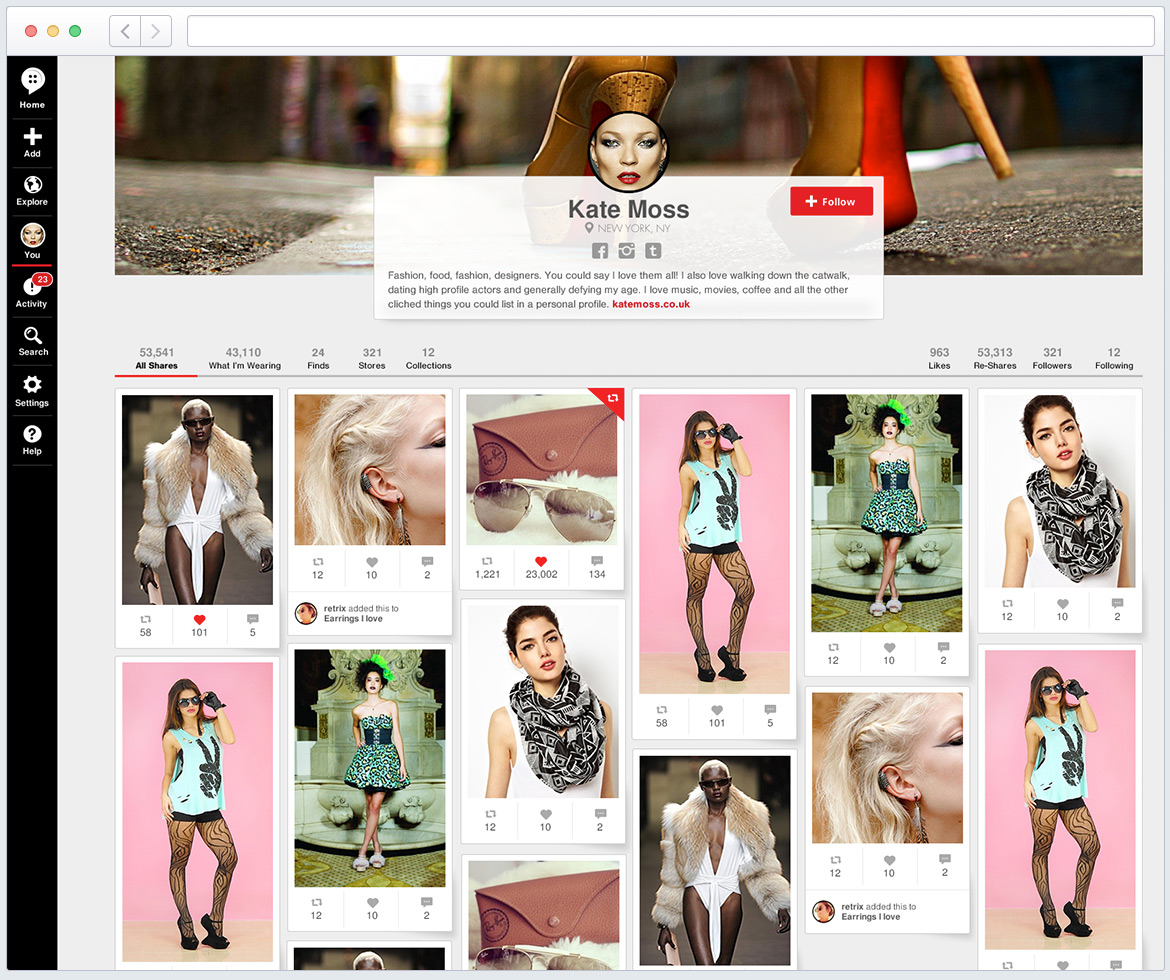 Home
Add
Explore
You
23
Activity
Search
Settings
Help
Kate Moss
Follow
NEW YORK, NY
Fashion, food, fashion, designers. You could say I love them all! I also love walking down the catwalk,
dating high profile actors and generally defying my age. I love music, movies, coffee and all the other
cliched things you could list in a personal profile. katemoss.co.uk
53,541 43,110 24 321 12 963 53,313 321 12
All Shares What I'm Wearing Finds Stores Collections Likes Re-Shares Followers Following
58 101 5
12 10 2
retrix added this to
Earrings I love
12 10 2
Ray-Ban
1,221 23,002 134
12 10 2
58 101 5
12 10 2
12 10 2
retrix added this to
Earrings I love
12 10 2